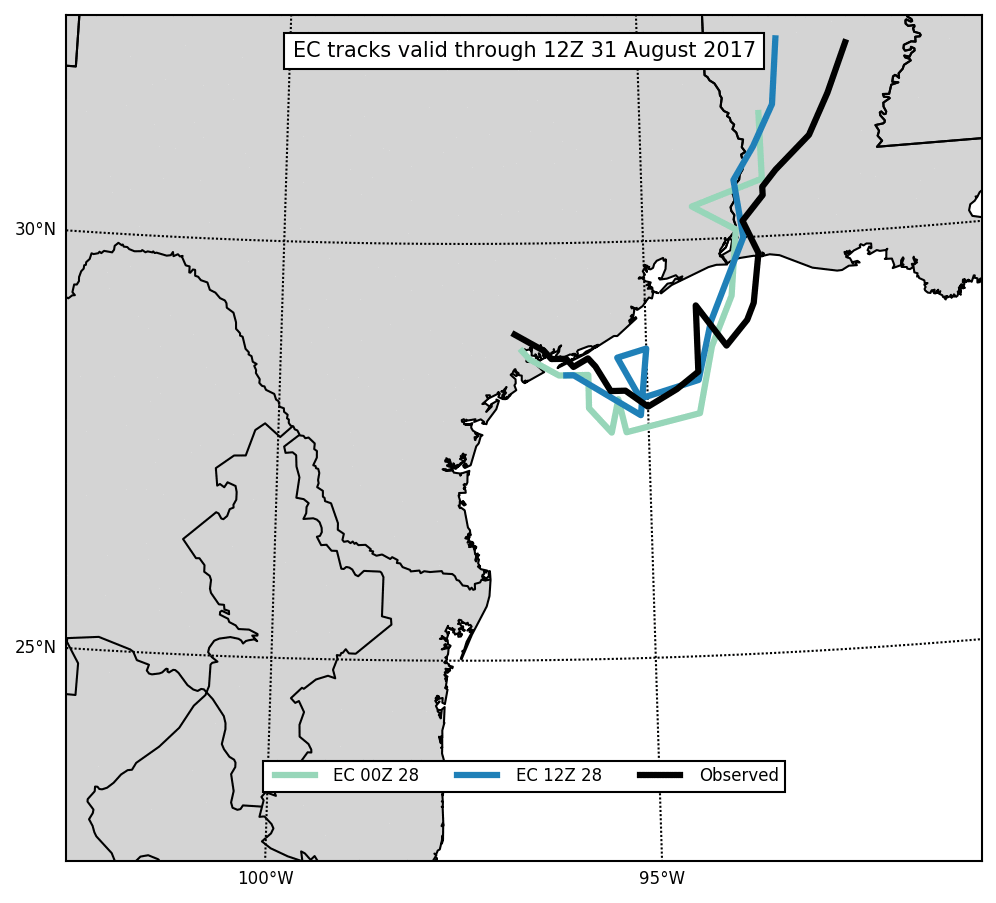 EC tracks valid through 12Z 31 August 2017
30°N
25°N
EC 00Z 28 EC 12Z 28 Observed
100°W 95°W